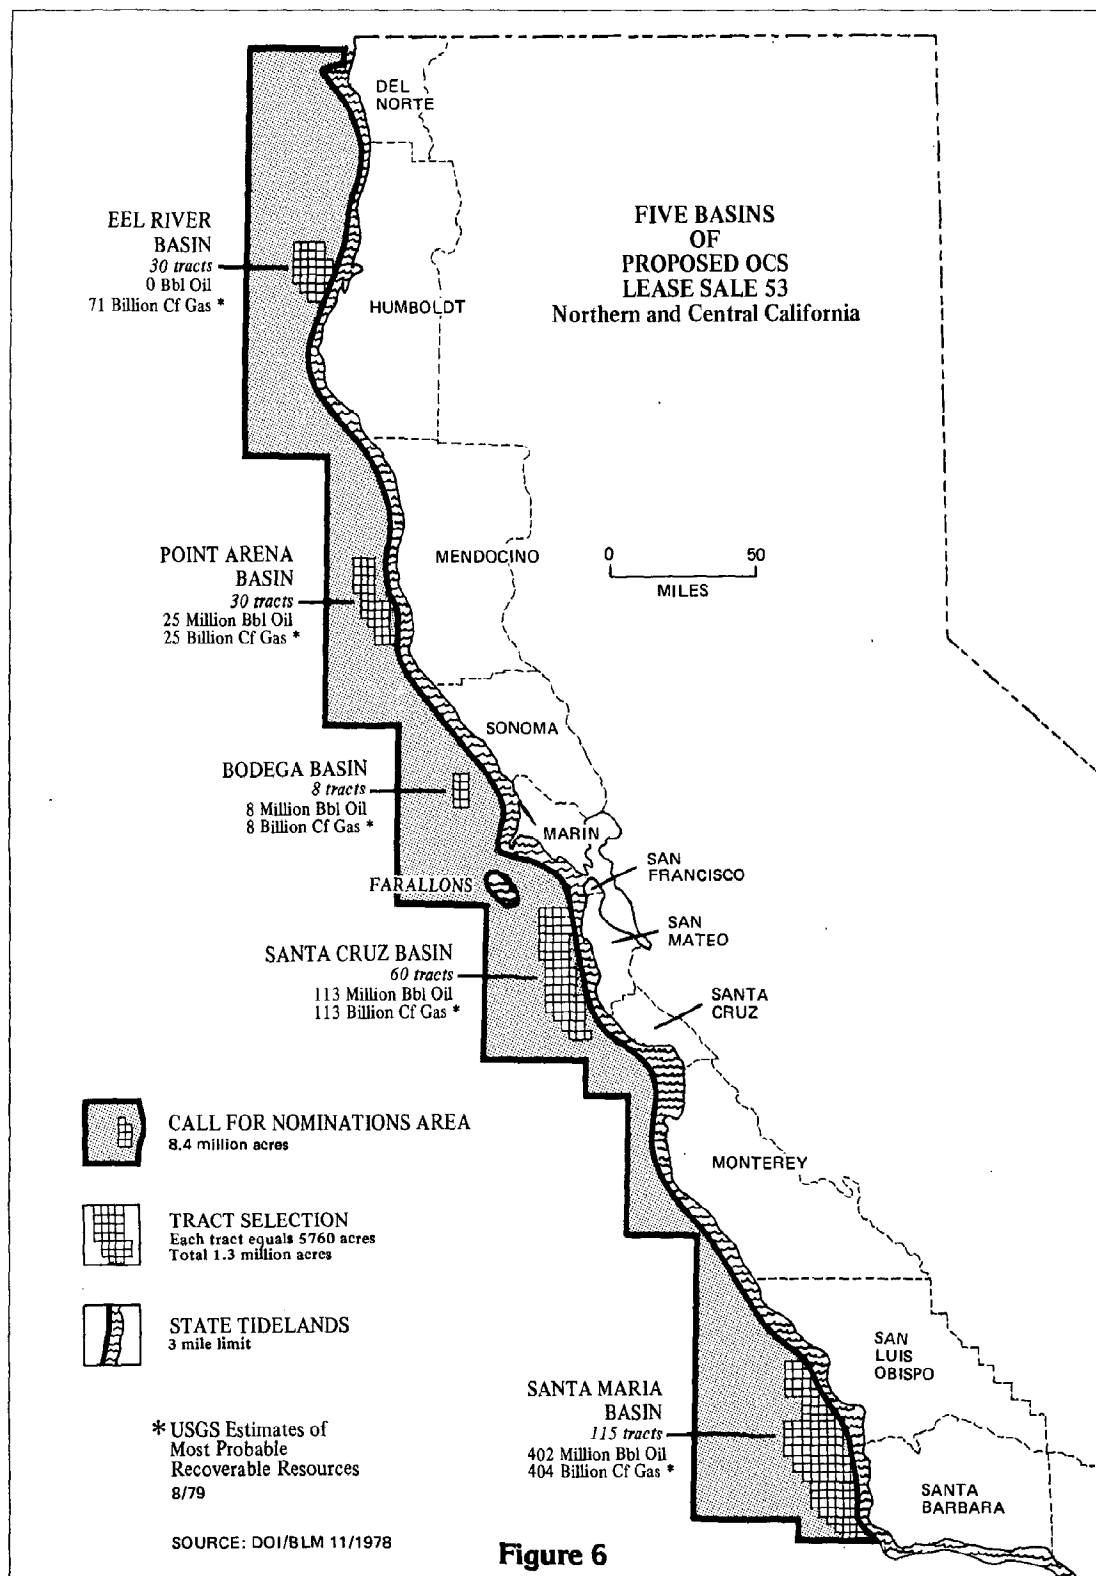 DEL
NORTE
EEL RIVER
BASIN
30 tracts
0 Bbl Oil
71 Billion Cf Gas *
HUMBOLDT
FIVE BASINS
OF
PROPOSED OCS
LEASE SALE 53
Northern and Central California
POINT ARENA
BASIN
30 tracts
25 Million Bbl Oil
25 Billion Cf Gas *
MENDOCINO
0 50
MILES
SONOMA
BODEGA BASIN
8 tracts
8 Million Bbl Oil
8 Billion Cf Gas *
MARIN
SAN
FRANCISCO
FARALLONS
SAN
MATEO
SANTA CRUZ BASIN
60 tracts
113 Million Bbl Oil
113 Billion Cf Gas *
SANTA
CRUZ
CALL FOR NOMINATIONS AREA
8.4 million acres
MONTEREY
TRACT SELECTION
Each tract equals 5760 acres
Total 1.3 million acres
STATE TIDELANDS
3 mile limit
SAN
LUIS
OBISPO
SANTA MARIA
BASIN
115 tracts
402 Million Bbl Oil
404 Billion Cf Gas *
* USGS Estimates of
Most Probable
Recoverable Resources
8/79
SANTA
BARBARA
SOURCE: DOI/BLM 11/1978
Figure 6